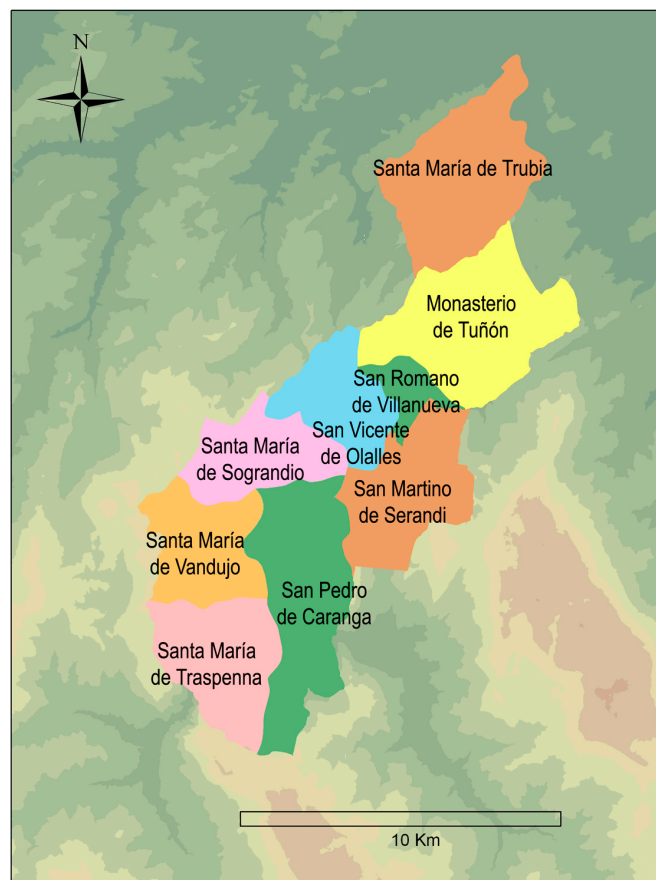 N
Santa María de Trubia
Monasterio
de Tuñón
San Romano
de Villanueva
San Vicente
de Olalles
Santa María
de Sograndio
San Martino
de Serandi
Santa María
de Vandujo
San Pedro
de Caranga
Santa María
de Traspenna
10 Km